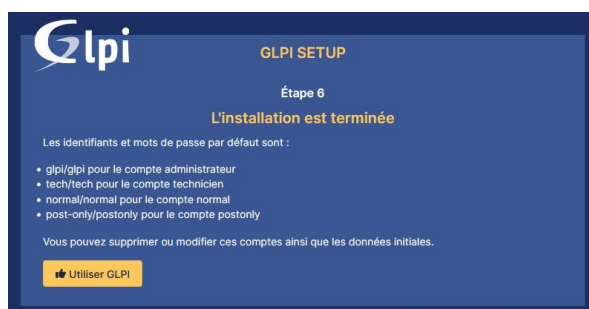 Glpi
GLPI SETUP
Étape 6
L'installation est terminée
Les identifiants et mots de passe par défaut sont :
• glpi/glpi pour le compte administrateur
• tech/tech pour le compte technicien
• normal/normal pour le compte normal
• post-only/postonly pour le compte postonly
Vous pouvez supprimer ou modifier ces comptes ainsi que les données initiales.
Utiliser GLPI